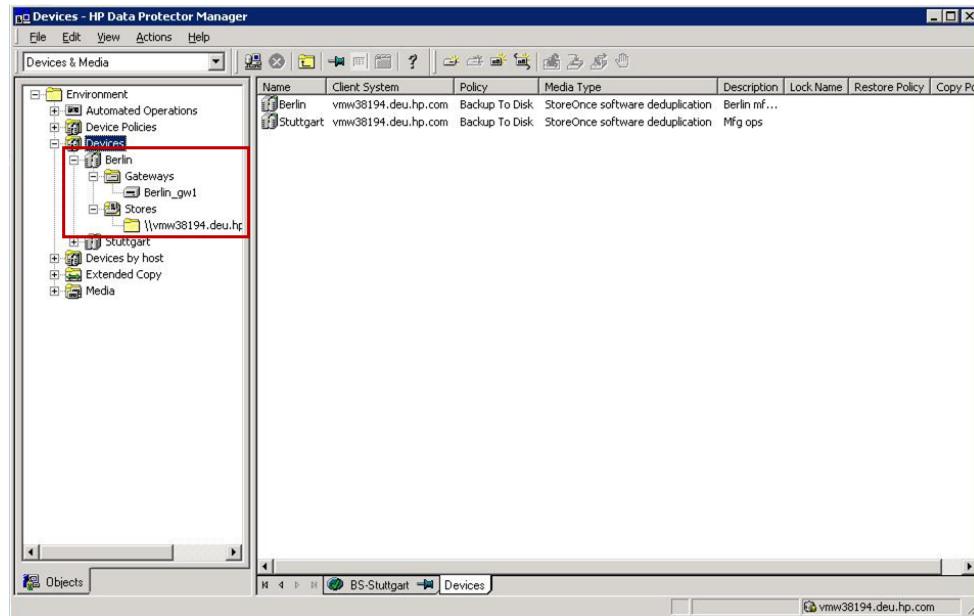 Devices - HP Data Protector Manager
File Edit View Actions Help
Devices & Media
Environment
Automated Operations
Device Policies
Devices
Berlin
Gateways
Berlin_gw1
Stores
\\vmw38194.deu.hp
Stuttgart
Devices by host
Extended Copy
Media
Name Client System Policy Media Type Description Lock Name Restore Policy Copy Po
Berlin vmw38194.deu.hp.com Backup To Disk StoreOnce software deduplication Berlin mf...
Stuttgart vmw38194.deu.hp.com Backup To Disk StoreOnce software deduplication Mfg ops
Objects
BS-Stuttgart Devices
vmw38194.deu.hp.com